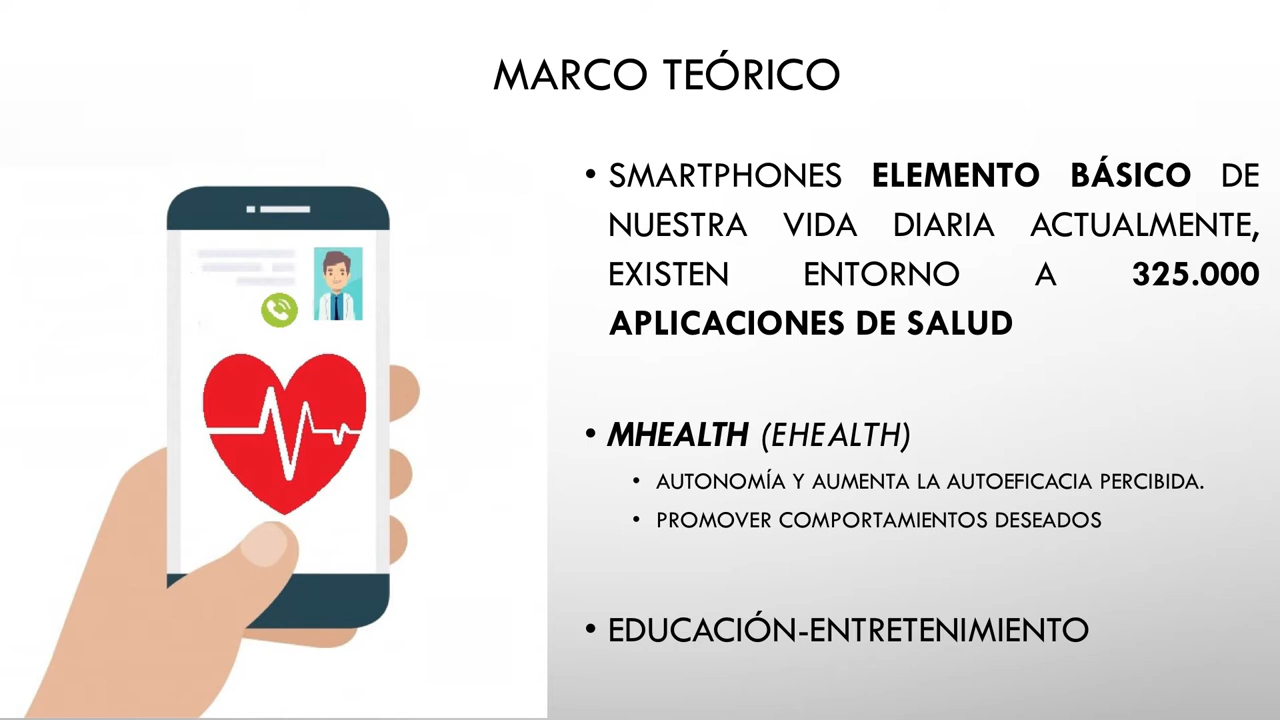 MARCO TEÓRICO
• SMARTPHONES ELEMENTO BÁSICO DE
NUESTRA VIDA DIARIA ACTUALMENTE,
EXISTEN ENTORNO A 325.000
APLICACIONES DE SALUD
• MHEALTH (EHEALTH)
• AUTONOMÍA Y AUMENTA LA AUTOEFICACIA PERCIBIDA.
• PROMOVER COMPORTAMIENTOS DESEADOS
• EDUCACIÓN-ENTRETENIMIENTO